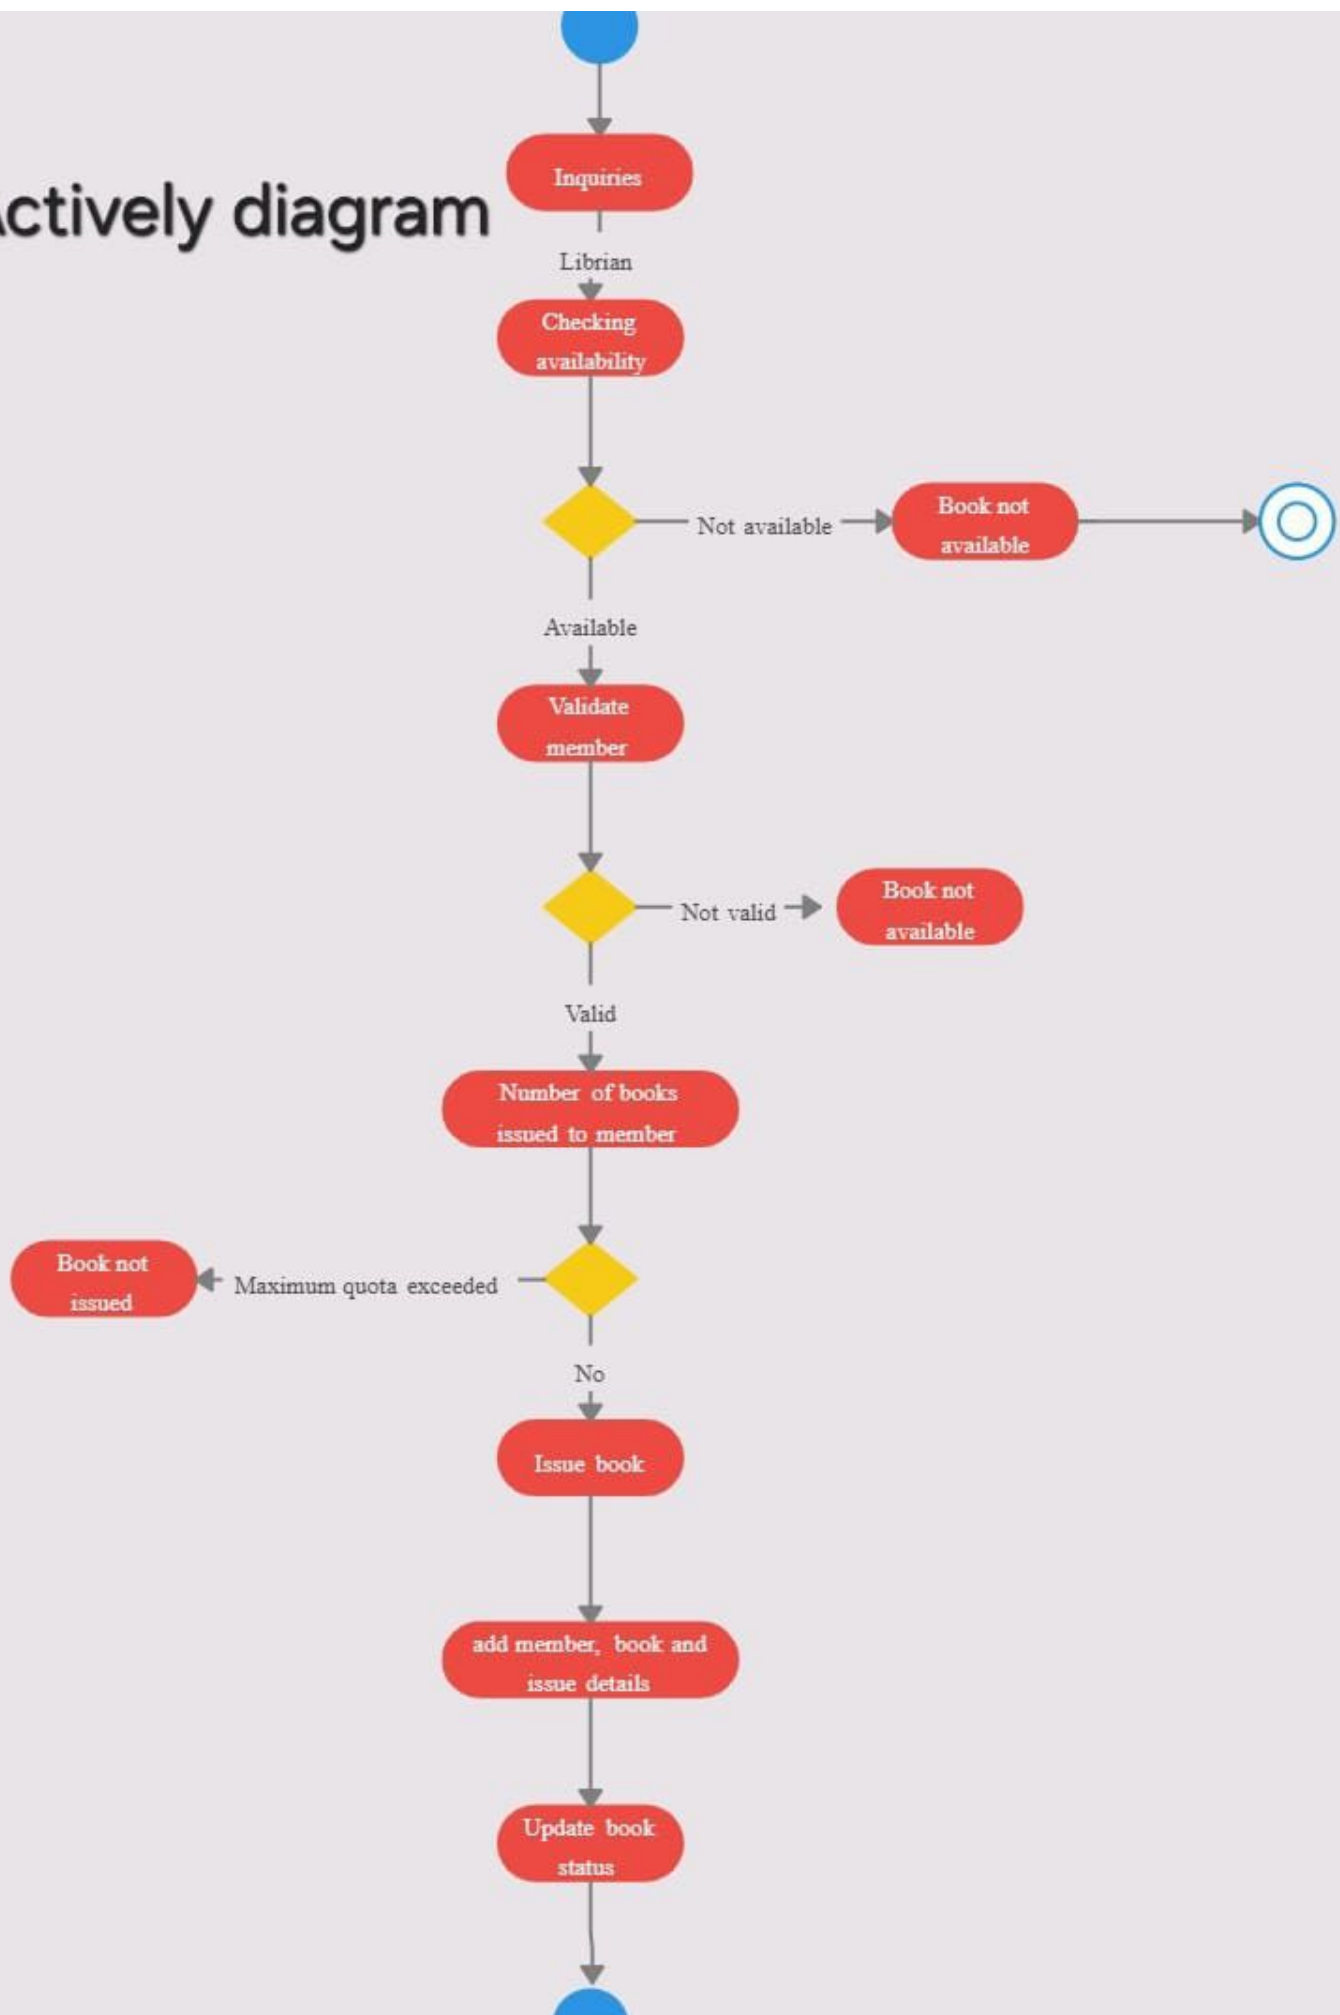 Inquiries
Actively diagram
Librian
Checking
availability
Not available
Book not
available
Available
Validate
member
Not valid
Book not
available
Valid
Number of books
issued to member
Book not
issued
Maximum quota exceeded
No
Issue book
add member, book and
issue details
Update book
status